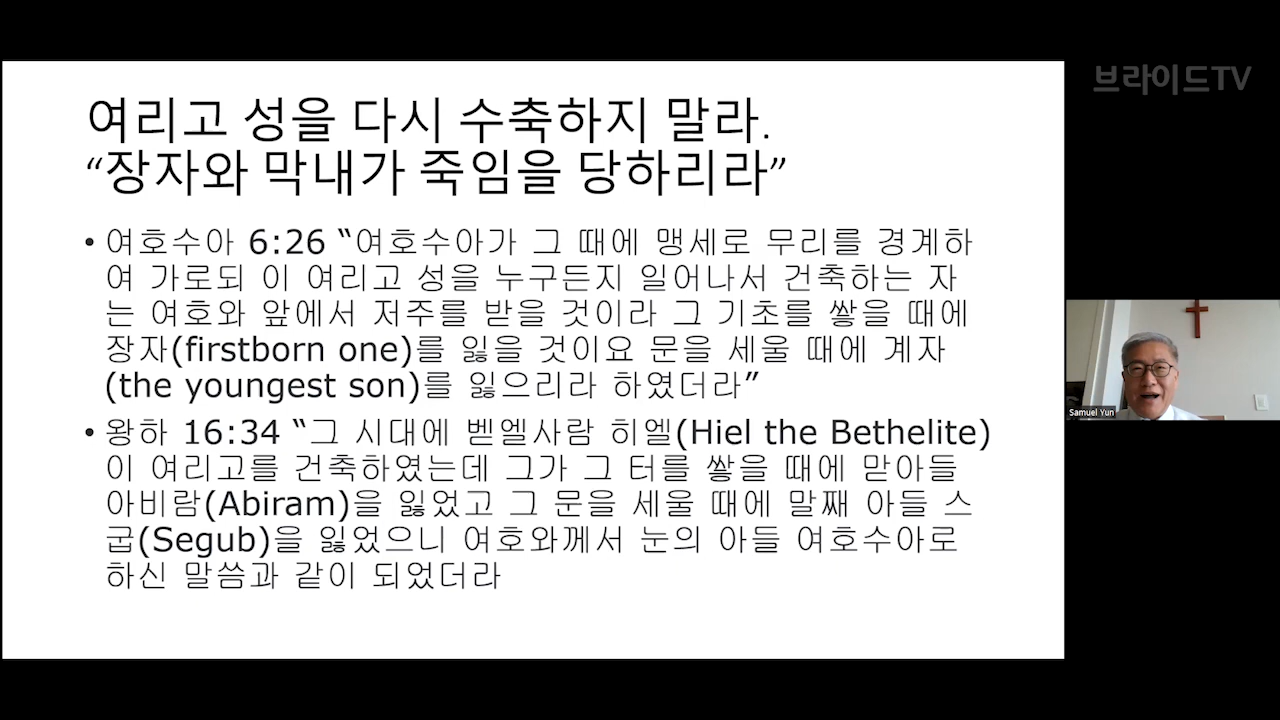 브라이드TV
여리고 성을 다시 수축하지 말라.
“장자와 막내가 죽임을 당하리라”
• 여호수아 6:26 “여호수아가 그 때에 맹세로 무리를 경계하
여 가로되 이 여리고 성을 누구든지 일어나서 건축하는 자
는 여호와 앞에서 저주를 받을 것이라 그 기초를 쌓을 때에
장자(firstborn one)를 잃을 것이요 문을 세울 때에 계자
(the youngest son)를 잃으리라 하였더라”
• 왕하 16:34 “그 시대에 벧엘사람 히엘(Hiel the Bethelite)
이 여리고를 건축하였는데 그가 그 터를 쌓을 때에 맏아들
아비람(Abiram)을 잃었고 그 문을 세울 때에 말째 아들 스
굽(Segub)을 잃었으니 여호와께서 눈의 아들 여호수아로
하신 말씀과 같이 되었더라
Samuel Yun